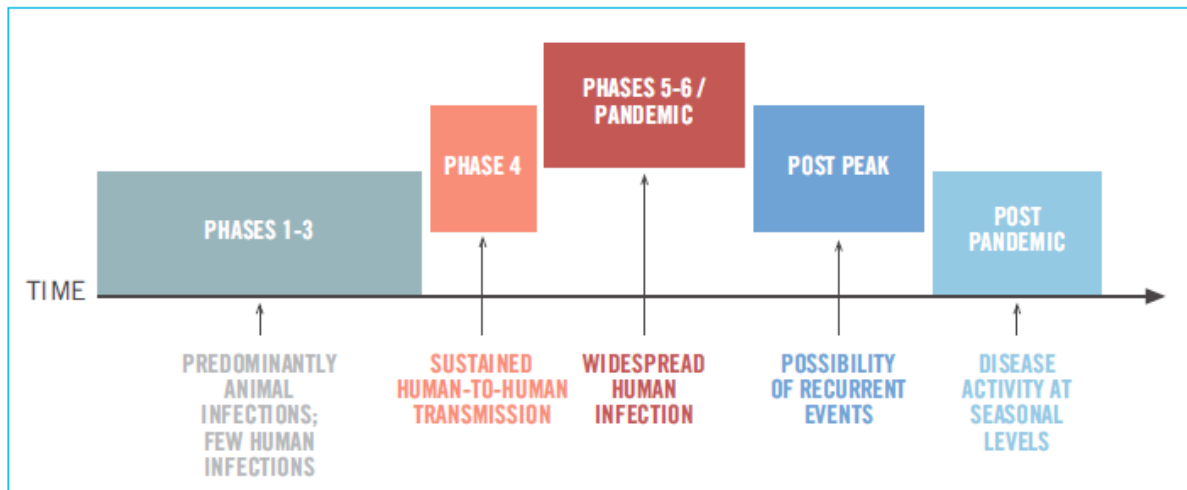 PHASES 5-6 /
PANDEMIC
PHASE 4
POST PEAK
PHASES 1-3
POST
PANDEMIC
TIME
PREDOMINANTLY
ANIMAL
INFECTIONS;
FEW HUMAN
INFECTIONS
SUSTAINED
HUMAN-TO-HUMAN
TRANSMISSION
WIDESPREAD
HUMAN
INFECTION
POSSIBILITY
OF RECURRENT
EVENTS
DISEASE
ACTIVITY AT
SEASONAL
LEVELS